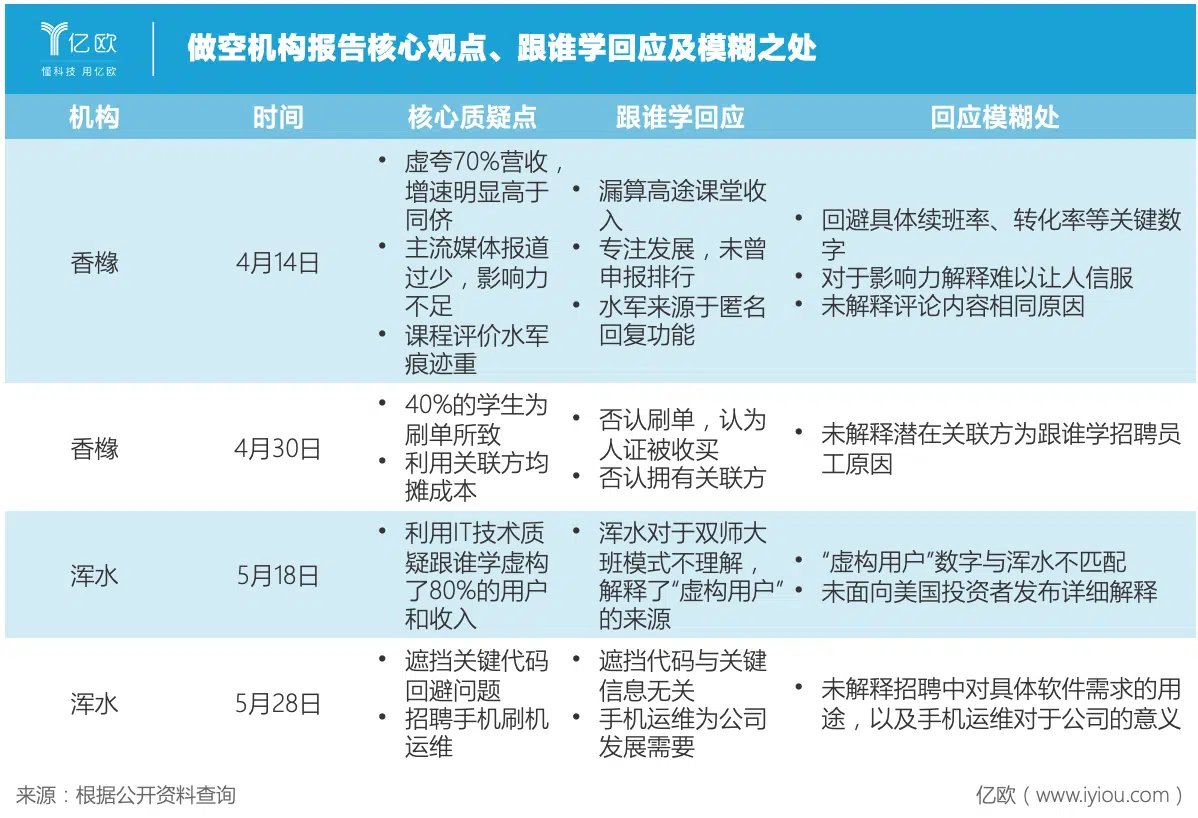 亿欧
懂科技 用亿欧
做空机构报告核心观点、跟谁学回应及模糊之处
机构 时间 核心质疑点 跟谁学回应 回应模糊处
香橼
4月14日
• 虚夸70%营收，
增速明显高于
同侪
• 主流媒体报道
过少，影响力
不足
• 课程评价水军
痕迹重
• 漏算高途课堂收
入
• 专注发展，未曾
申报排行
• 水军来源于匿名
回复功能
• 回避具体续班率、转化率等关键数
字
• 对于影响力解释难以让人信服
• 未解释评论内容相同原因
香橼
4月30日
• 40%的学生为
刷单所致
• 利用关联方均
摊成本
• 否认刷单，认为
人证被收买
• 否认拥有关联方
• 未解释潜在关联方为跟谁学招聘员
工原因
浑水
5月18日
• 利用IT技术质
疑跟谁学虚构
了80%的用户
和收入
• 浑水对于双师大
班模式不理解，
解释了“虚构用户”
的来源
• “虚构用户”数字与浑水不匹配
• 未面向美国投资者发布详细解释
浑水
5月28日
• 遮挡关键代码
回避问题
• 招聘手机刷机
运维
• 遮挡代码与关键
信息无关
• 手机运维为公司
发展需要
• 未解释招聘中对具体软件需求的用
途，以及手机运维对于公司的意义
来源：根据公开资料查询
亿欧（www.iyiou.com）